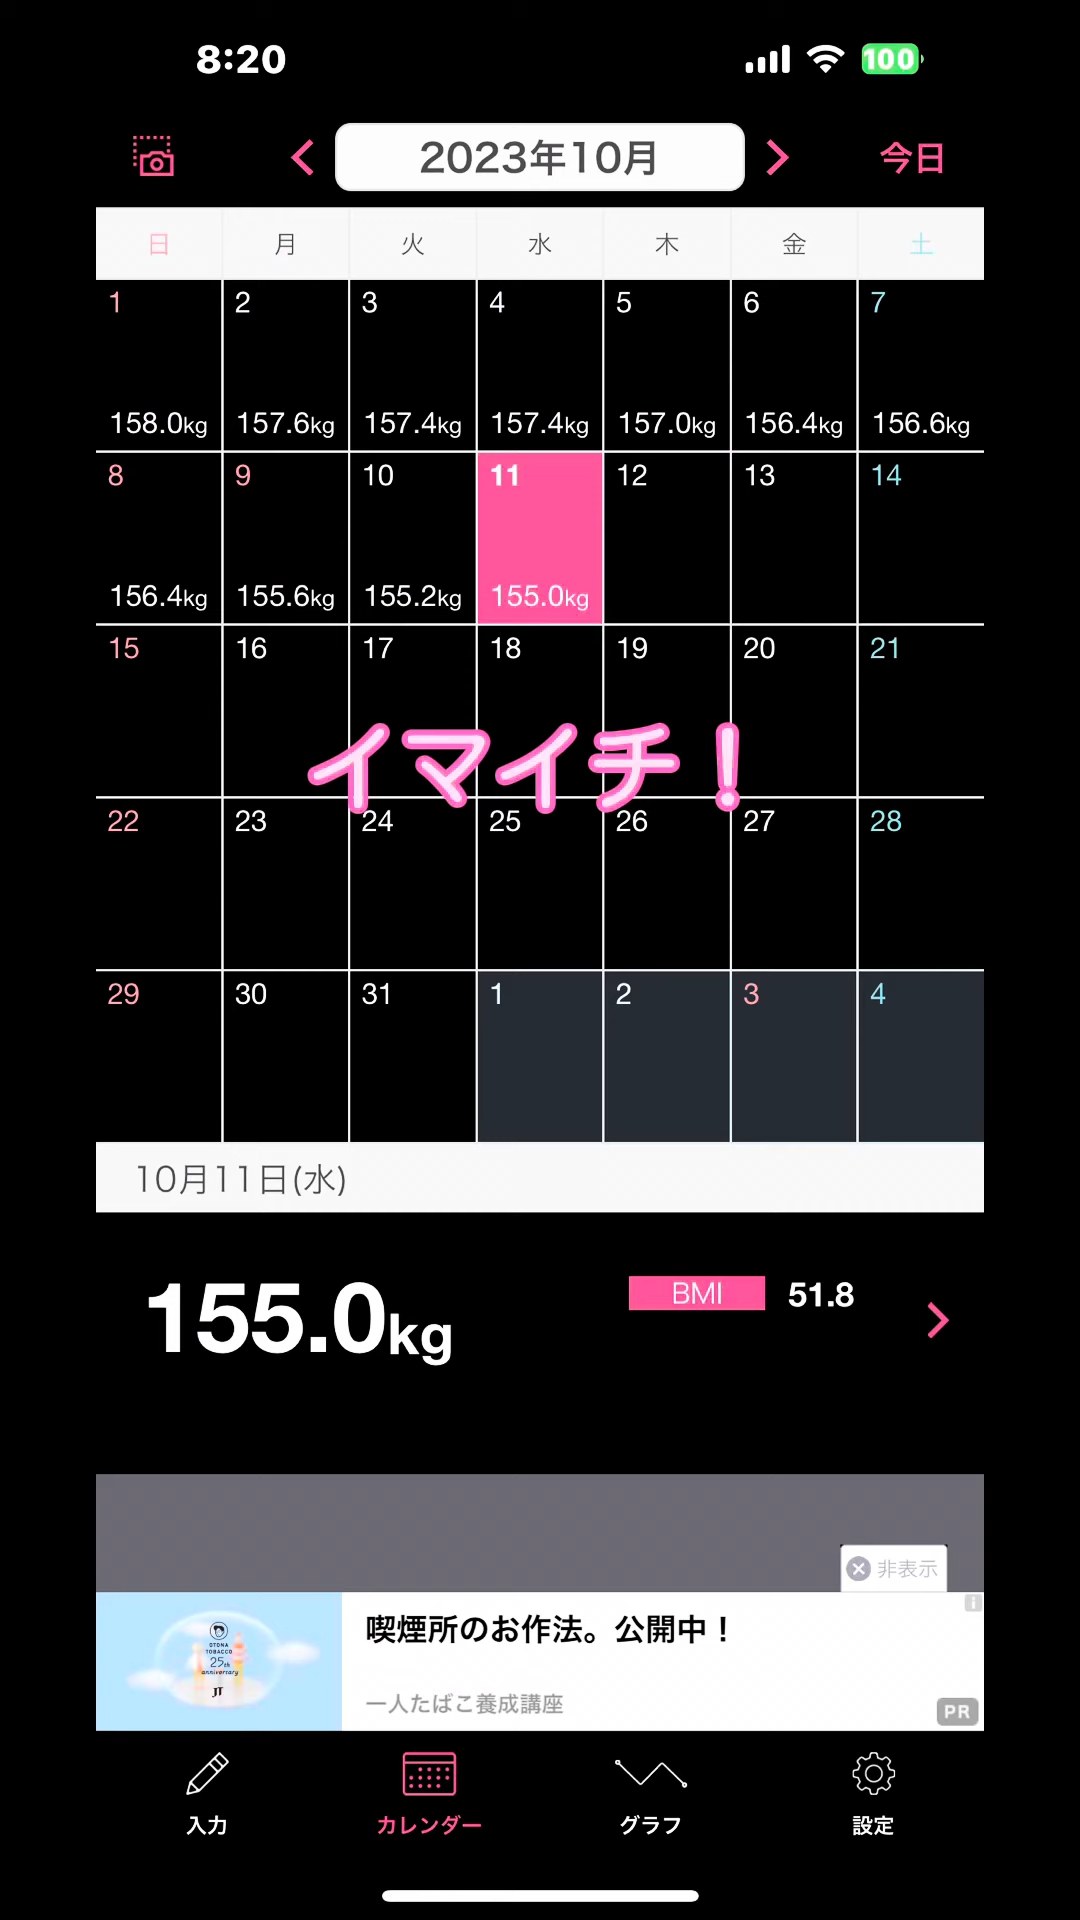 8:20
100
2023年10月
今日
日 月 火 水 木 金 土
1 2 3 4 5 6 7
158.0kg 157.6kg 157.4kg 157.4kg 157.0kg 156.4kg 156.6kg
8 9 10 11 12 13 14
156.4kg 155.6kg 155.2kg 155.0kg
15 16 17 18 19 20 21
イマイチ！
22 23 24 25 26 27 28
29 30 31 1 2 3 4
10月11日(水)
155.0kg
BMI 51.8
非表示
OTONA
TOBACCO
25th
anniversary
JT
喫煙所のお作法。公開中！
一人たばこ養成講座
PR
入力 カレンダー グラフ 設定